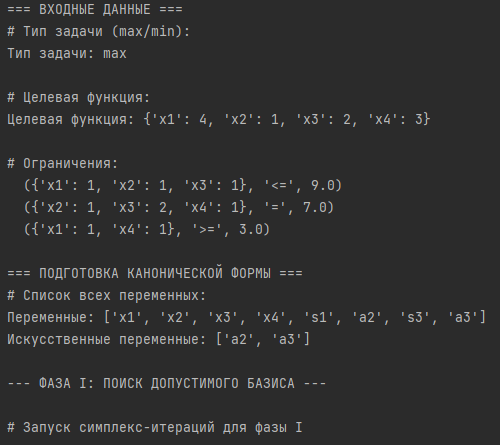 === ВХОДНЫЕ ДАННЫЕ ===
# Тип задачи (max/min):
Тип задачи: max
# Целевая функция:
Целевая функция: {'x1': 4, 'x2': 1, 'x3': 2, 'x4': 3}
# Ограничения:
({'x1': 1, 'x2': 1, 'x3': 1}, '<=', 9.0)
({'x2': 1, 'x3': 2, 'x4': 1}, '=', 7.0)
({'x1': 1, 'x4': 1}, '>=', 3.0)
=== ПОДГОТОВКА КАНОНИЧЕСКОЙ ФОРМЫ ===
# Список всех переменных:
Переменные: ['x1', 'x2', 'x3', 'x4', 's1', 'a2', 's3', 'a3']
Искусственные переменные: ['a2', 'a3']
--- ФАЗА I: ПОИСК ДОПУСТИМОГО БАЗИСА ---
# Запуск симплекс-итераций для фазы I